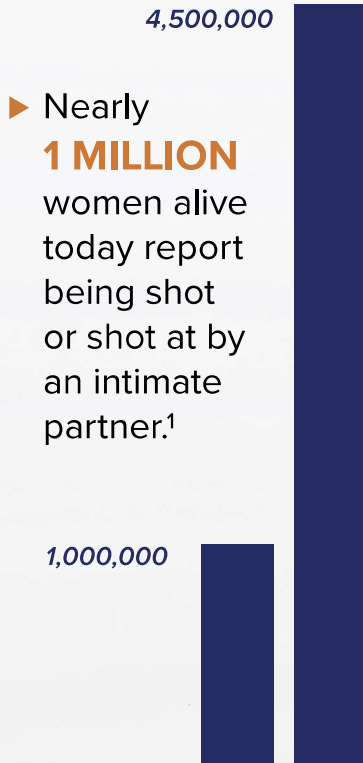 4,500,000
Nearly
1 MILLION
women alive
today report
being shot
or shot at by
an intimate
partner.¹
1,000,000